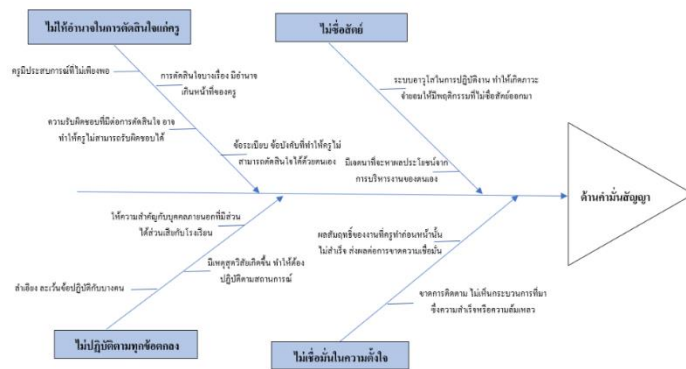 ไม่ให้อำนาจในการตัดสินใจแก่ครู
ไม่ซื่อสัตย์
ครูมีประสบการณ์ที่ไม่เพียงพอ
การตัดสินใจบางเรื่อง มีอำนาจ
เกินหน้าที่ของครู
ระบบอาวุโสในการปฏิบัติงาน ทำให้เกิดภาวะ
จำยอมให้มีพฤติกรรมที่ไม่ซื่อสัตย์ออกมา
ความรับผิดชอบที่มีต่อการตัดสินใจ อาจ
ทำให้ครูไม่สามารถรับผิดชอบได้
ข้อระเบียบ ข้อบังคับที่ทำให้ครูไม่
สามารถตัดสินใจได้ด้วยตนเอง
มีเจตนาที่จะหาผลประโยชน์จาก
การบริหารงานของตนเอง
ด้านคำมั่นสัญญา
ให้ความสำคัญกับบุคคลภายนอกที่มีส่วน
ได้ส่วนเสียกับโรงเรียน
ผลสัมฤทธิ์ของงานที่ครูทำก่อนหน้านั้น
ไม่สำเร็จ ส่งผลต่อการขาดความเชื่อมั่น
มีเหตุสุดวิสัยเกิดขึ้น ทำให้ต้อง
ปฏิบัติตามสถานการณ์
ลำเอียง ละเว้นข้อปฏิบัติกับบางคน
ขาดการติดตาม ไม่เห็นกระบวนการที่มา
ซึ่งความสำเร็จหรือความล้มเหลว
ไม่ปฏิบัติตามทุกข้อตกลง
ไม่เชื่อมั่นในความตั้งใจ